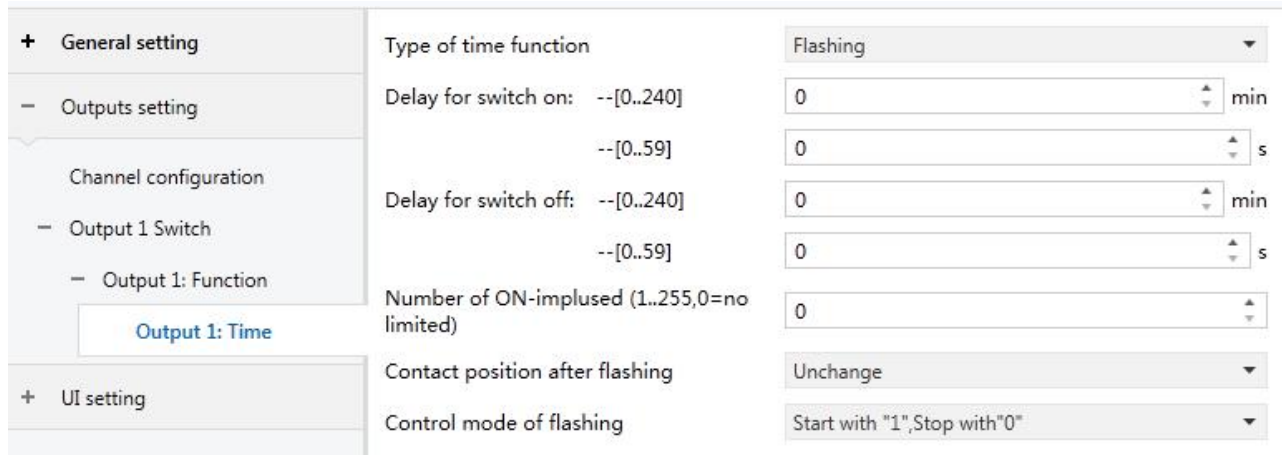 + General setting
− Outputs setting
Channel configuration
− Output 1 Switch
− Output 1: Function
Output 1: Time
+ UI setting
Type of time function Flashing
Delay for switch on: --[0..240] 0 min
--[0..59] 0 s
Delay for switch off: --[0..240] 0 min
--[0..59] 0 s
Number of ON-implused (1..255,0=no
limited) 0
Contact position after flashing Unchange
Control mode of flashing Start with "1",Stop with"0"